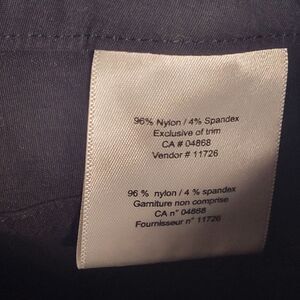 96% Nylon / 4% Spandex
Exclusive of trim
CA # 04868
Vendor # 11726
96 % nylon / 4 % spandex
Garniture non comprise
CA n° 04868
Fournisseur n° 11726